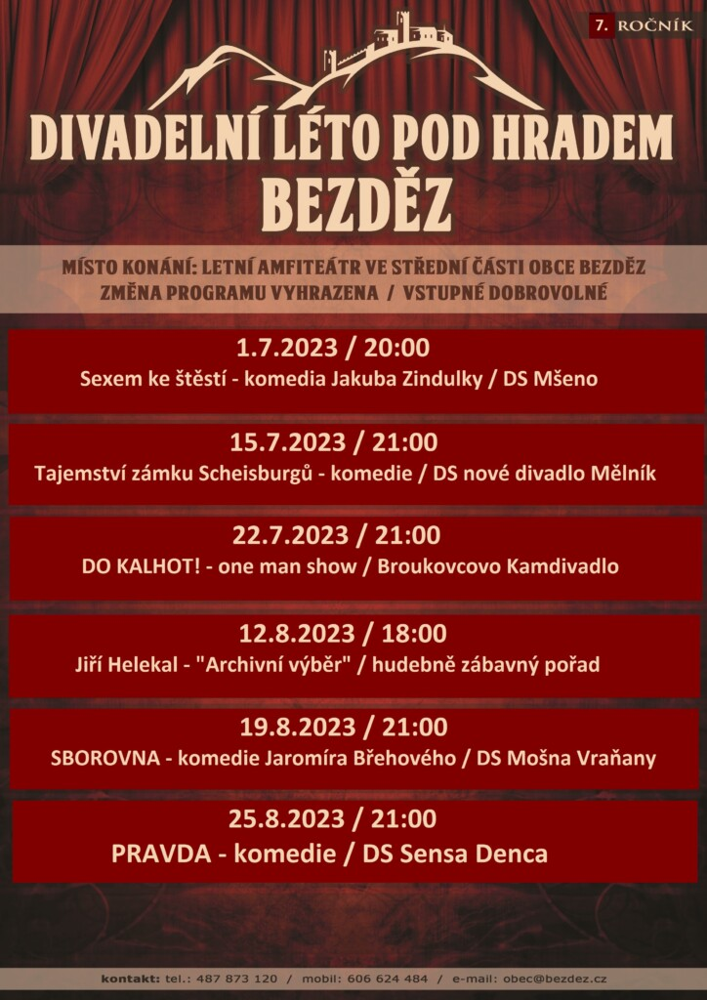 7. ROČNÍK
DIVADELNÍ LÉTO POD HRADEM
BEZDĚZ
MÍSTO KONÁNÍ: LETNÍ AMFITEÁTR VE STŘEDNÍ ČÁSTI OBCE BEZDĚZ
ZMĚNA PROGRAMU VYHRAZENA / VSTUPNÉ DOBROVOLNÉ
1.7.2023 / 20:00
Sexem ke štěstí - komedia Jakuba Zindulky / DS Mšeno
15.7.2023 / 21:00
Tajemství zámku Scheisburgů - komedie / DS nové divadlo Mělník
22.7.2023 / 21:00
DO KALHOT! - one man show / Broukovcovo Kamdivadlo
12.8.2023 / 18:00
Jiří Helekal - "Archivní výběr" / hudebně zábavný pořad
19.8.2023 / 21:00
SBOROVNA - komedie Jaromíra Břehového / DS Mošna Vraňany
25.8.2023 / 21:00
PRAVDA - komedie / DS Sensa Denca
kontakt: tel.: 487 873 120 / mobil: 606 624 484 / e-mail: obec@bezdez.cz